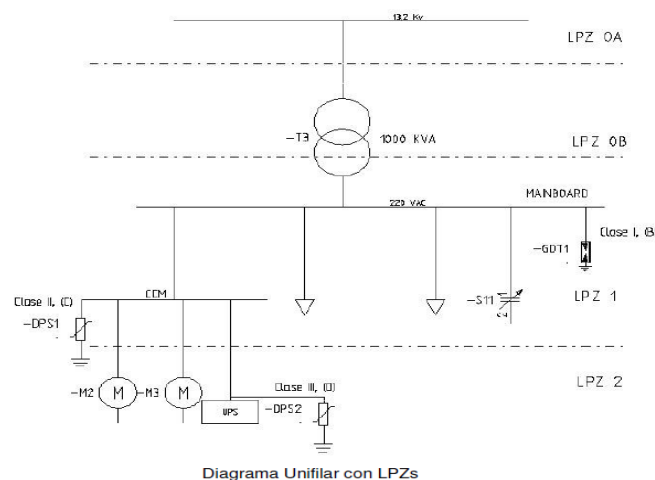 13,2 Kv
LPZ 0A
-T3
1000 KVA
LPZ 0B
MAINBOARD
220 VAC
Clase I, (B
-GDT1
Clase II, (C)
CCM
-DPS1
-S11
LPZ 1
-M2
M
-M3
M
UPS
Clase III, (D)
-DPS2
LPZ 2
Diagrama Unifilar con LPZs